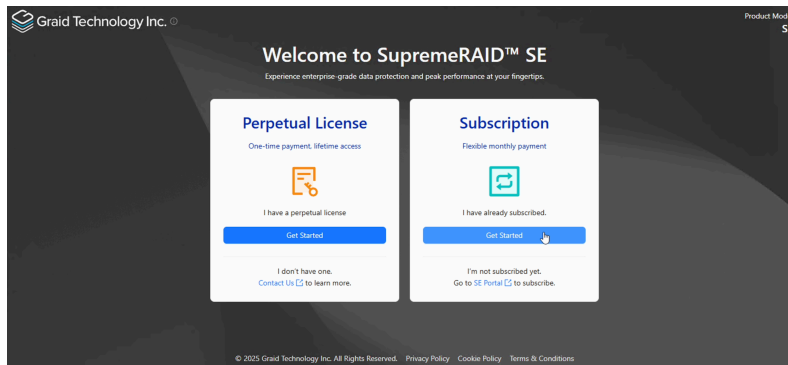 Graid Technology Inc.
Product Mod
S
Welcome to SupremeRAID™ SE
Experience enterprise-grade data protection and peak performance at your fingertips.
Perpetual License
One-time payment, lifetime access
I have a perpetual license
Get Started
I don't have one.
Contact Us to learn more.
Subscription
Flexible monthly payment
I have already subscribed.
Get Started
I'm not subscribed yet.
Go to SE Portal to subscribe.
© 2025 Graid Technology Inc. All Rights Reserved. Privacy Policy Cookie Policy Terms & Conditions